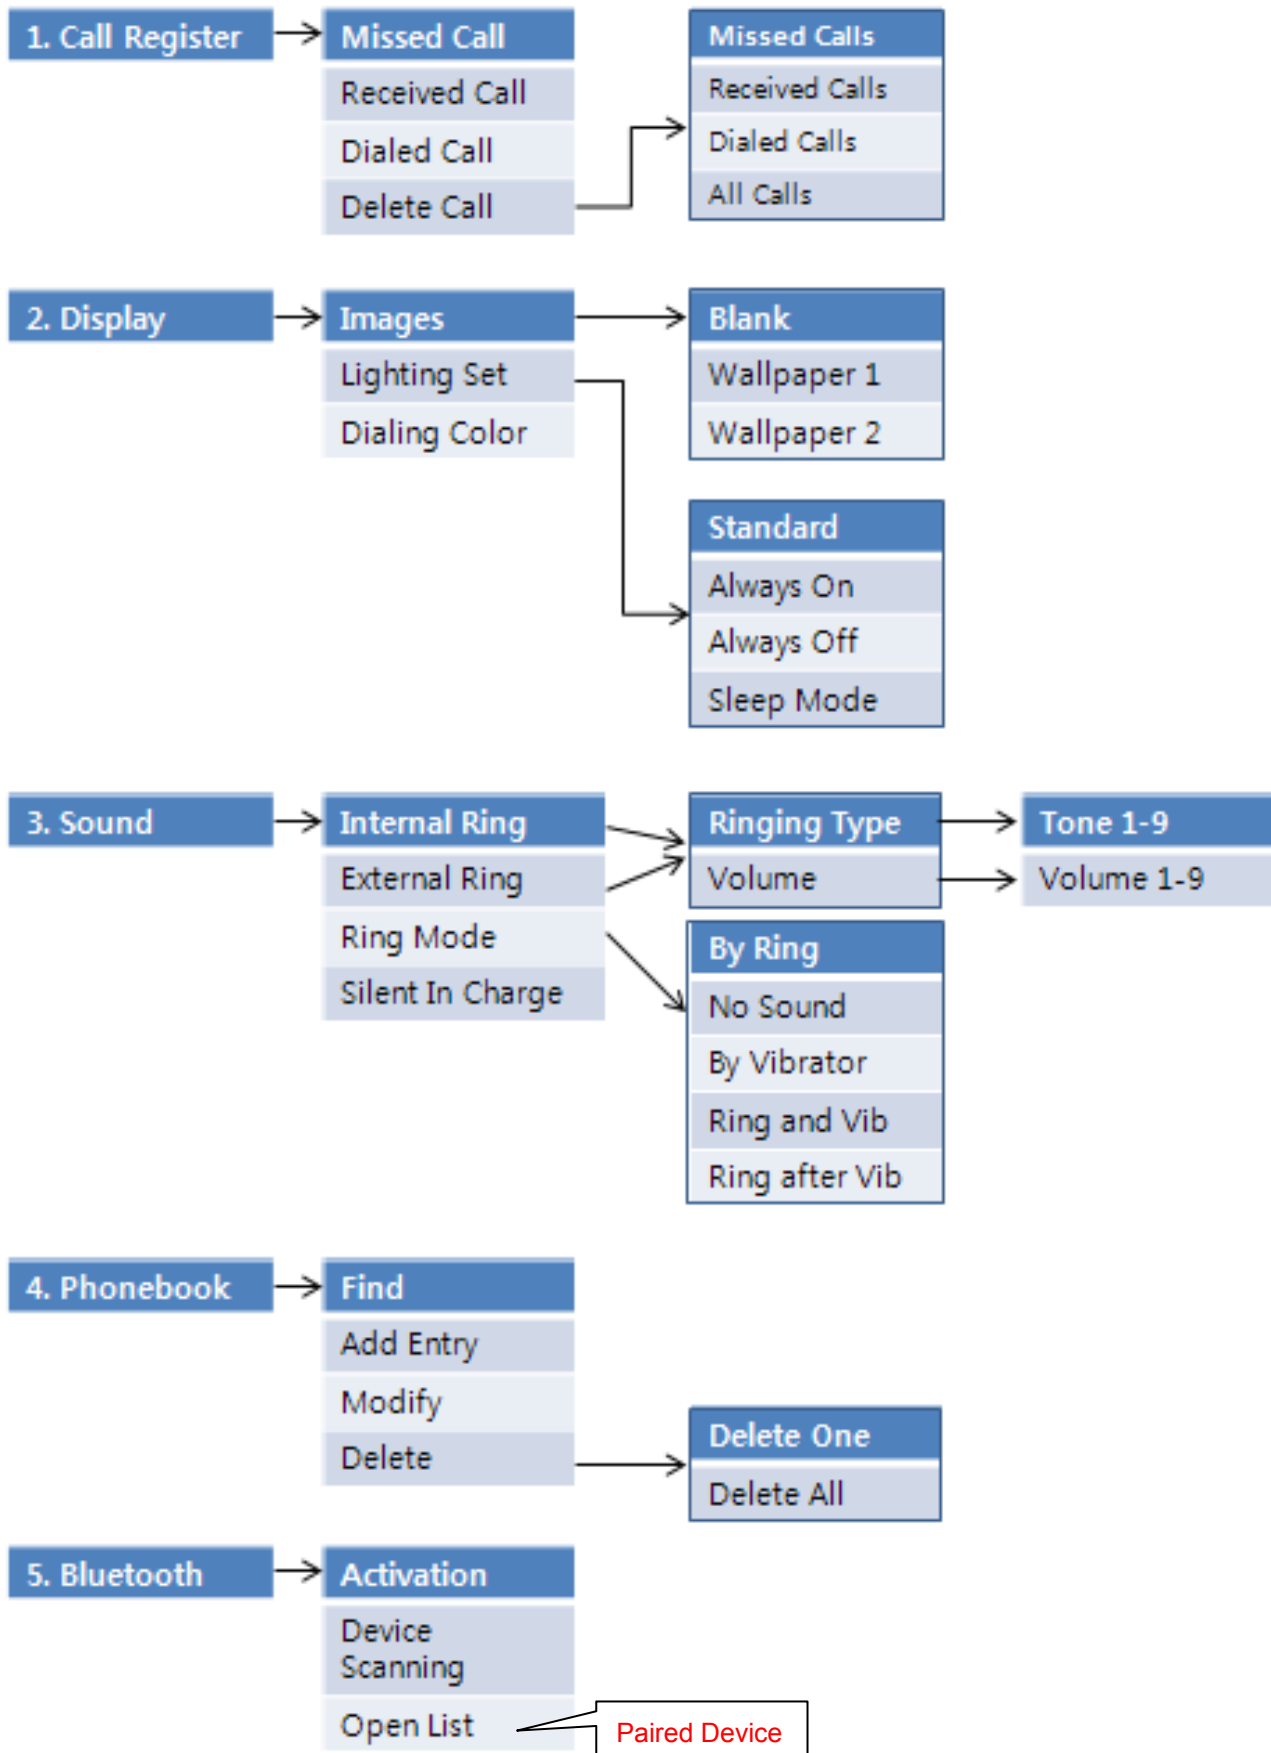 1. Call Register
Missed Call
Received Call
Dialed Call
Delete Call
Missed Calls
Received Calls
Dialed Calls
All Calls
2. Display
Images
Lighting Set
Dialing Color
Blank
Wallpaper 1
Wallpaper 2
Standard
Always On
Always Off
Sleep Mode
3. Sound
Internal Ring
External Ring
Ring Mode
Silent In Charge
Ringing Type
Volume
Tone 1-9
Volume 1-9
By Ring
No Sound
By Vibrator
Ring and Vib
Ring after Vib
4. Phonebook
Find
Add Entry
Modify
Delete
Delete One
Delete All
5. Bluetooth
Activation
Device
Scanning
Open List
Paired Device